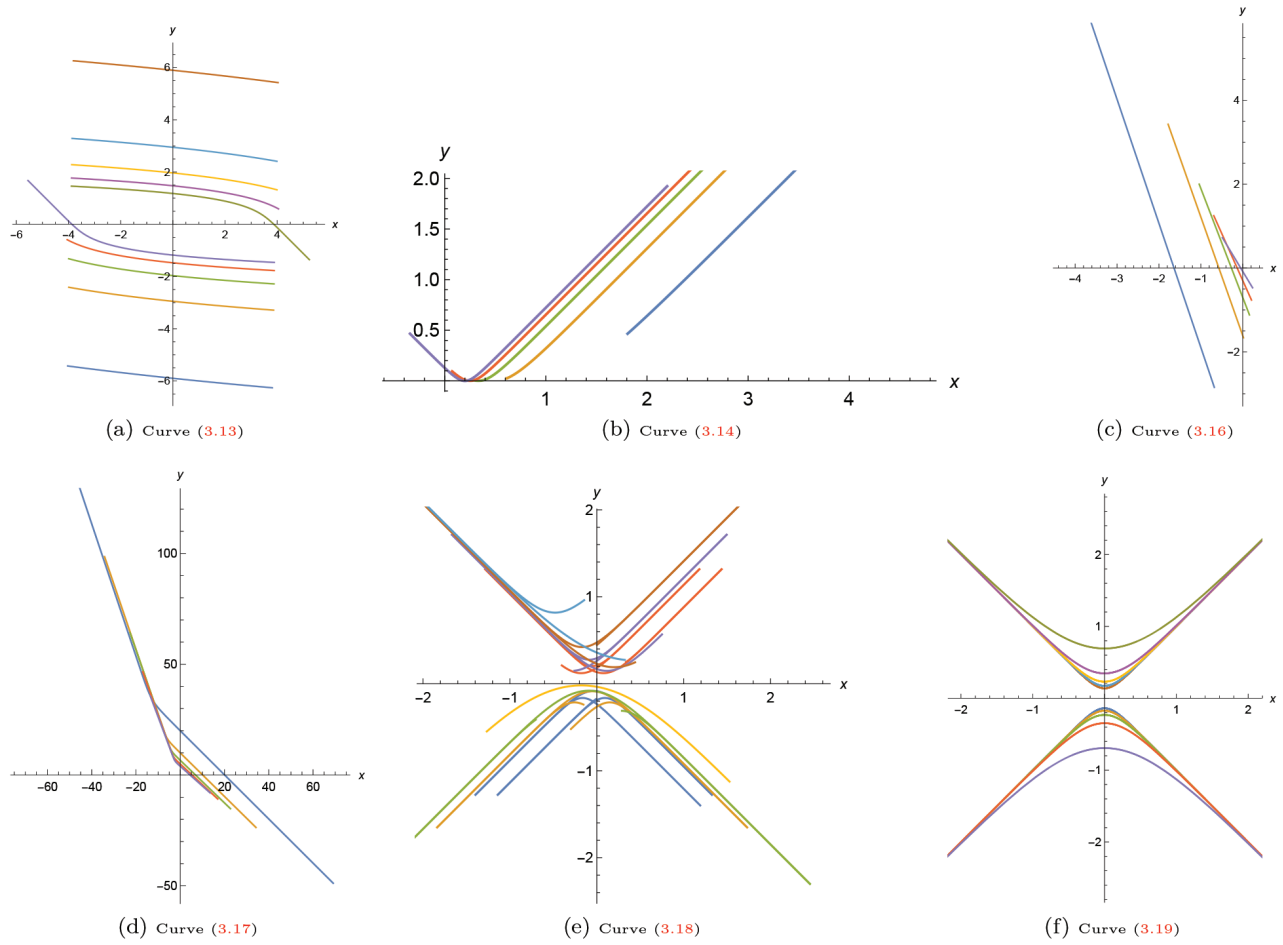 y
6
4
2
-6
-4
-2
2
4
x
-2
-4
-6
(a) Curve (3.13)
y
2.0
1.5
1.0
0.5
1
2
3
4
x
(b) Curve (3.14)
y
4
2
-4
-3
-2
-1
x
-2
(c) Curve (3.16)
y
100
50
-60
-40
-20
20
40
60
x
-50
(d) Curve (3.17)
y
2
1
-2
-1
1
2
x
-1
-2
(e) Curve (3.18)
y
2
1
-2
-1
1
2
x
-1
-2
(f) Curve (3.19)